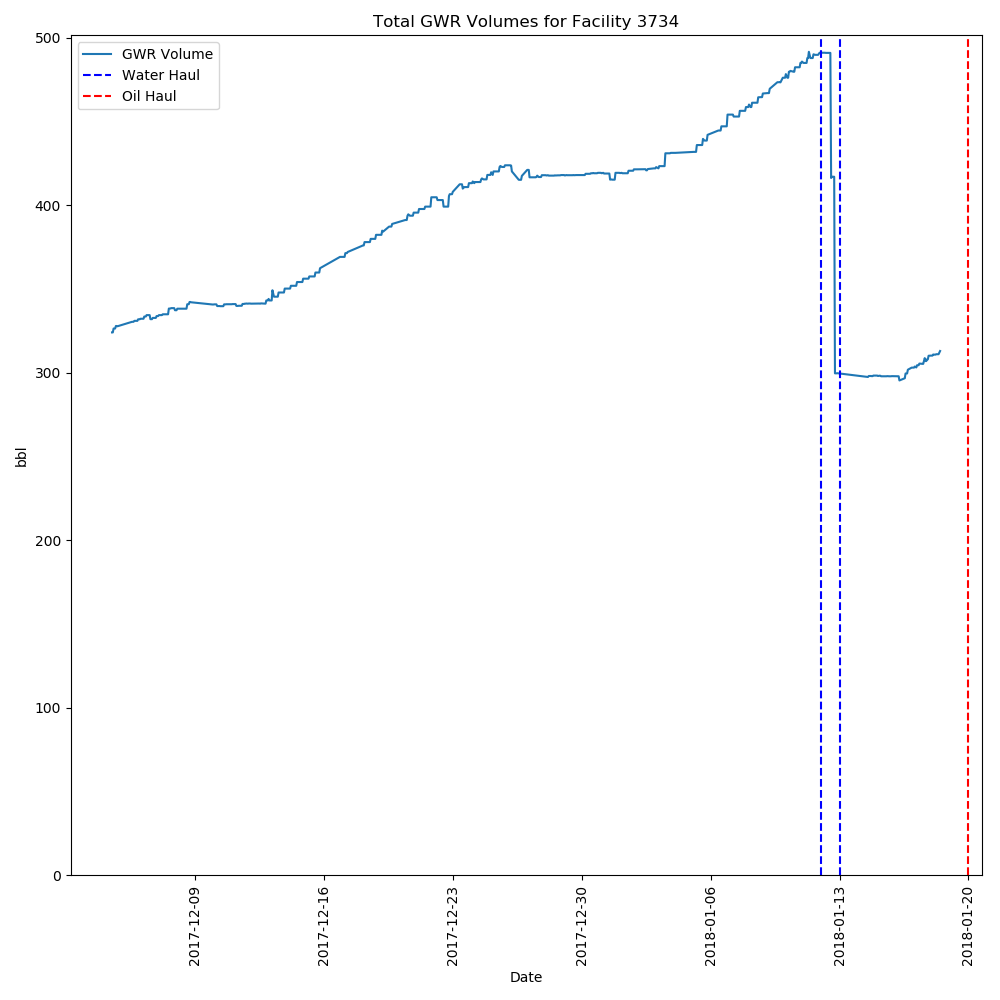 Total GWR Volumes for Facility 3734
GWR Volume
Water Haul
Oil Haul
500
400
300
200
100
0
bbl
2017-12-09
2017-12-16
2017-12-23
2017-12-30
2018-01-06
2018-01-13
2018-01-20
Date